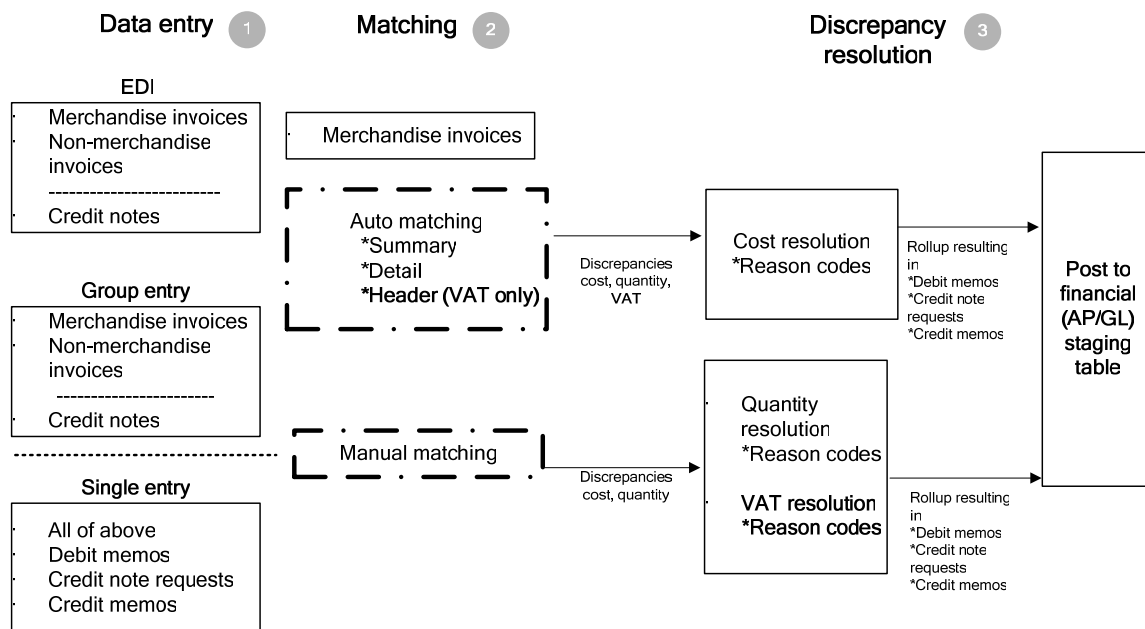 Data entry 1
Matching 2
Discrepancy 3
resolution
EDI
· Merchandise invoices
· Non-merchandise
invoices
-------------------------
· Credit notes
Group entry
· Merchandise invoices
· Non-merchandise
invoices
-----------------------
· Credit notes
Single entry
· All of above
· Debit memos
· Credit note requests
· Credit memos
· Merchandise invoices
Auto matching
*Summary
*Detail
*Header (VAT only)
Manual matching
Discrepancies
cost, quantity,
VAT
Discrepancies
cost, quantity
Cost resolution
*Reason codes
· Quantity
resolution
*Reason codes
· VAT resolution
*Reason codes
Rollup resulting
in
*Debit memos
*Credit note
requests
*Credit memos
Rollup resulting
in
*Debit memos
*Credit note
requests
*Credit memos
Post to
financial
(AP/GL)
staging
table